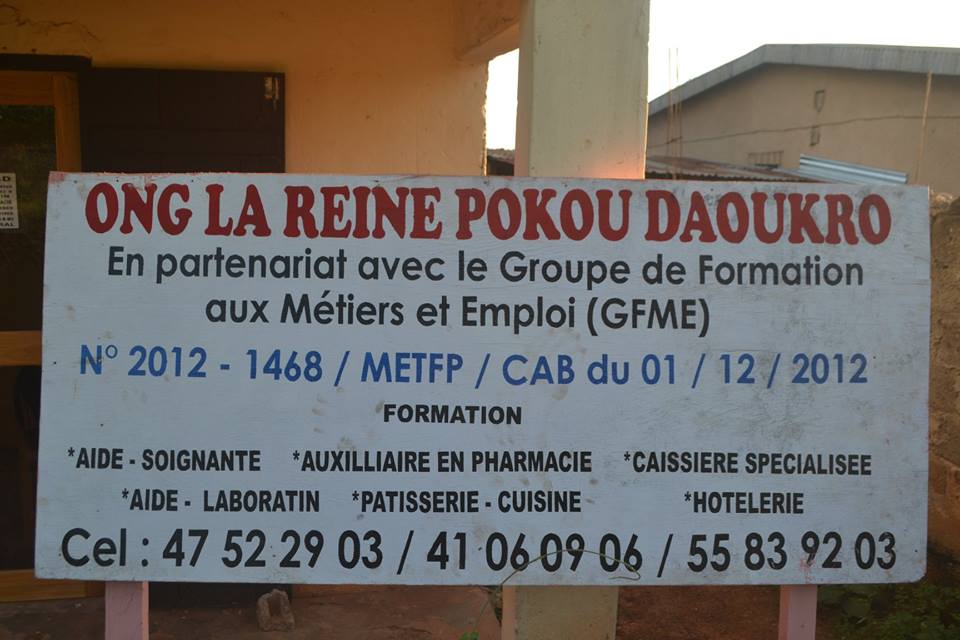 ONG LA REINE POKOU DAOUKRO
En partenariat avec le Groupe de Formation
aux Métiers et Emploi (GFME)
N° 2012 - 1468 / METFP / CAB du 01 / 12 / 2012
FORMATION
*AIDE - SOIGNANTE *AUXILLIAIRE EN PHARMACIE *CAISSIERE SPECIALISEE
*AIDE - LABORATIN *PATISSERIE - CUISINE *HOTELERIE
Cel : 47 52 29 03 / 41 06 09 06 / 55 83 92 03